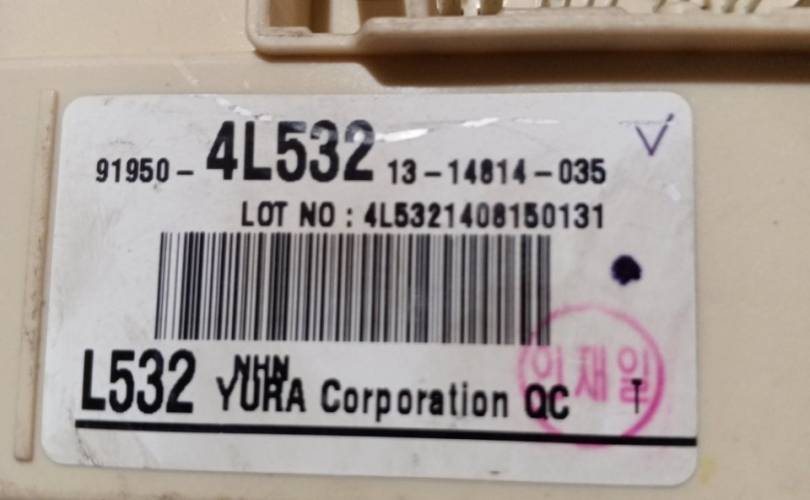 91950-4L532 13-14814-035
LOT NO : 4L5321408150131
L532 NHN
YURA Corporation QC T
이재일